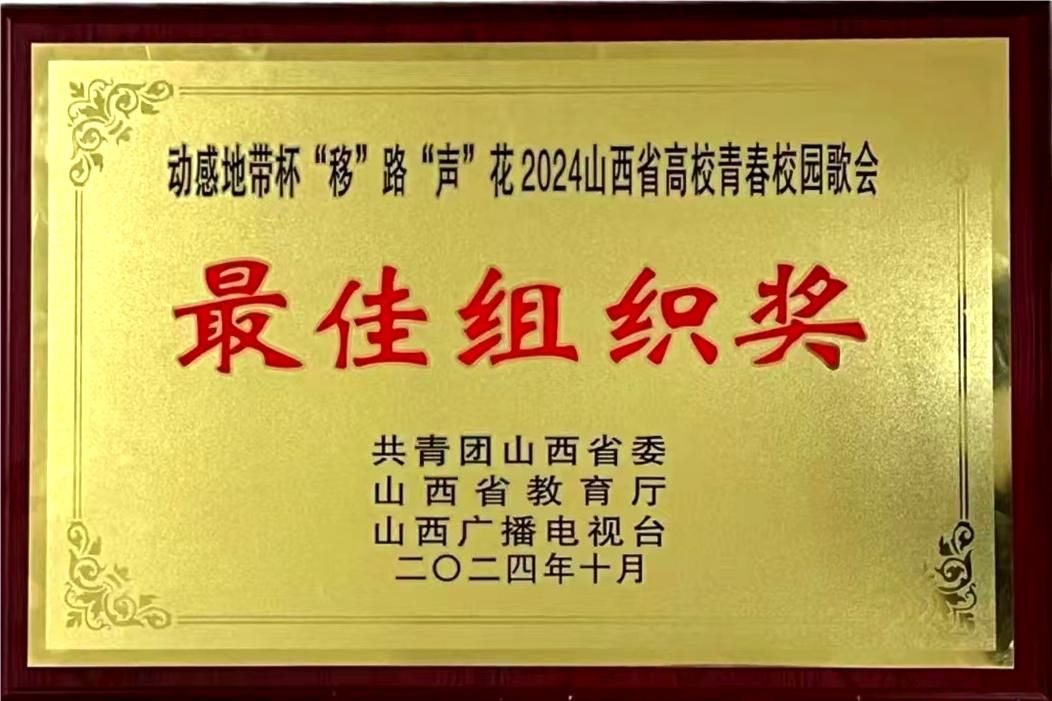 动感地带杯“移”路“声”花2024山西省高校青春校园歌会
最佳组织奖
共青团山西省委
山西省教育厅
山西广播电视台
二〇二四年十月